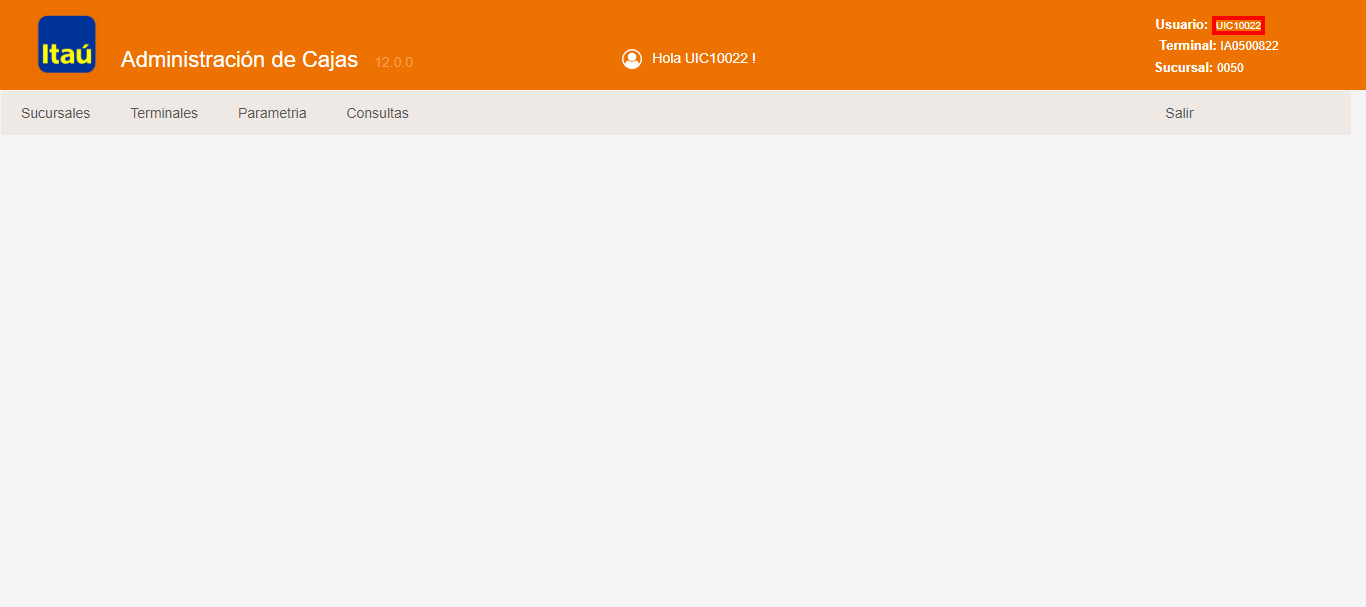 Itaú
Administración de Cajas 12.0.0
Hola UIC10022 !
Usuario: UIC10022
Terminal: IA0500822
Sucursal: 0050
Sucursales Terminales Parametria Consultas Salir